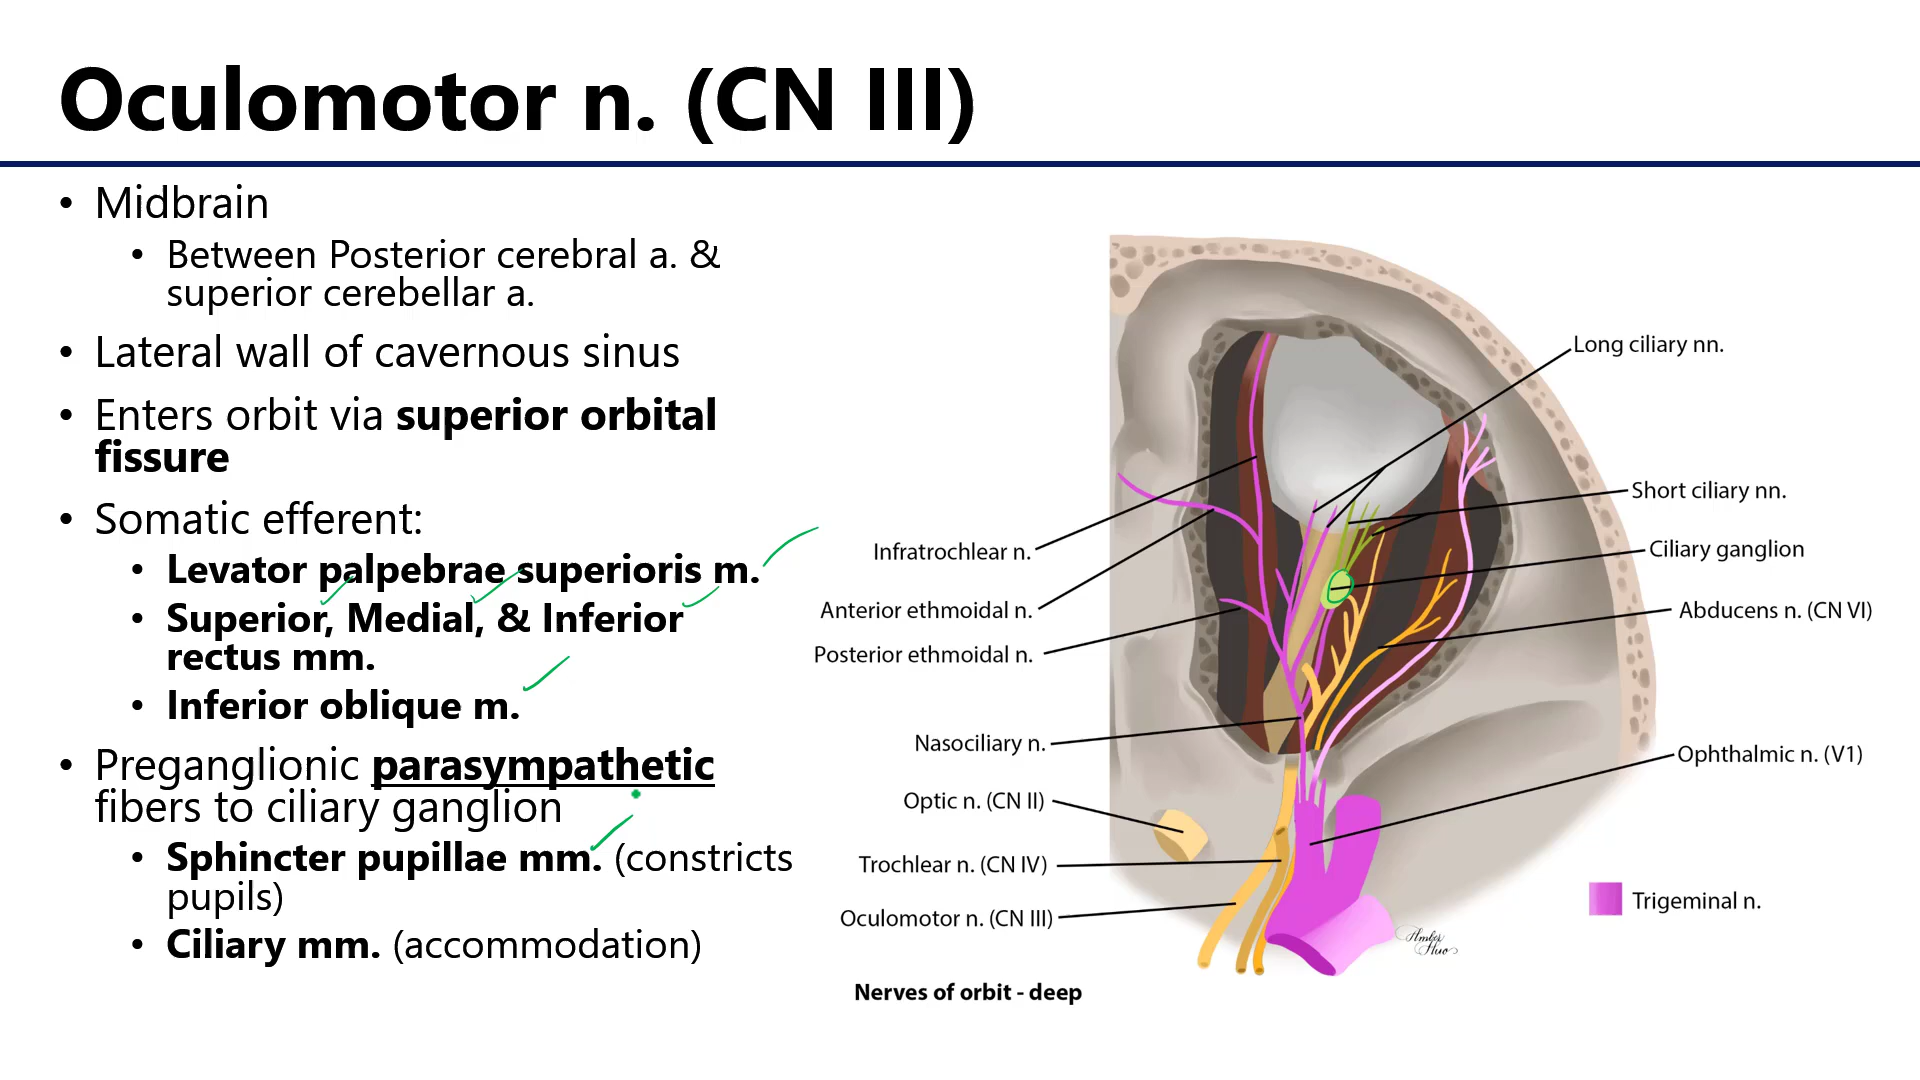 Oculomotor n. (CN III)
• Midbrain
• Between Posterior cerebral a. &
superior cerebellar a.
• Lateral wall of cavernous sinus
• Enters orbit via superior orbital
fissure
• Somatic efferent:
• Levator palpebrae superioris m.
• Superior, Medial, & Inferior
rectus mm.
• Inferior oblique m.
• Preganglionic parasympathetic
fibers to ciliary ganglion
• Sphincter pupillae mm. (constricts
pupils)
• Ciliary mm. (accommodation)
Infratrochlear n.
Anterior ethmoidal n.
Posterior ethmoidal n.
Nasociliary n.
Optic n. (CN II)
Trochlear n. (CN IV)
Oculomotor n. (CN III)
Long ciliary nn.
Short ciliary nn.
Ciliary ganglion
Abducens n. (CN VI)
Ophthalmic n. (V1)
Trigeminal n.
Amber
Huo
Nerves of orbit - deep